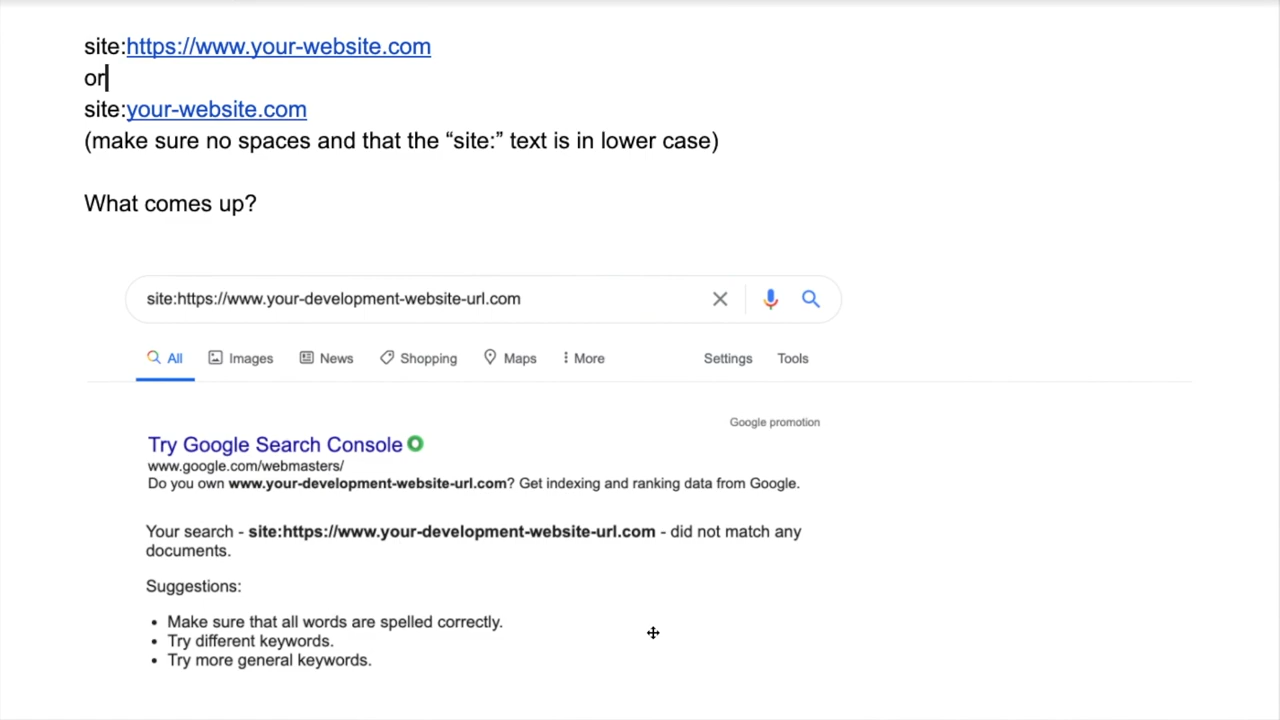 site:https://www.your-website.com
or
site:your-website.com
(make sure no spaces and that the “site:” text is in lower case)
What comes up?
site:https://www.your-development-website-url.com
All Images News Shopping Maps More Settings Tools
Google promotion
Try Google Search Console
www.google.com/webmasters/
Do you own www.your-development-website-url.com? Get indexing and ranking data from Google.
Your search - site:https://www.your-development-website-url.com - did not match any
documents.
Suggestions:
• Make sure that all words are spelled correctly.
• Try different keywords.
• Try more general keywords.